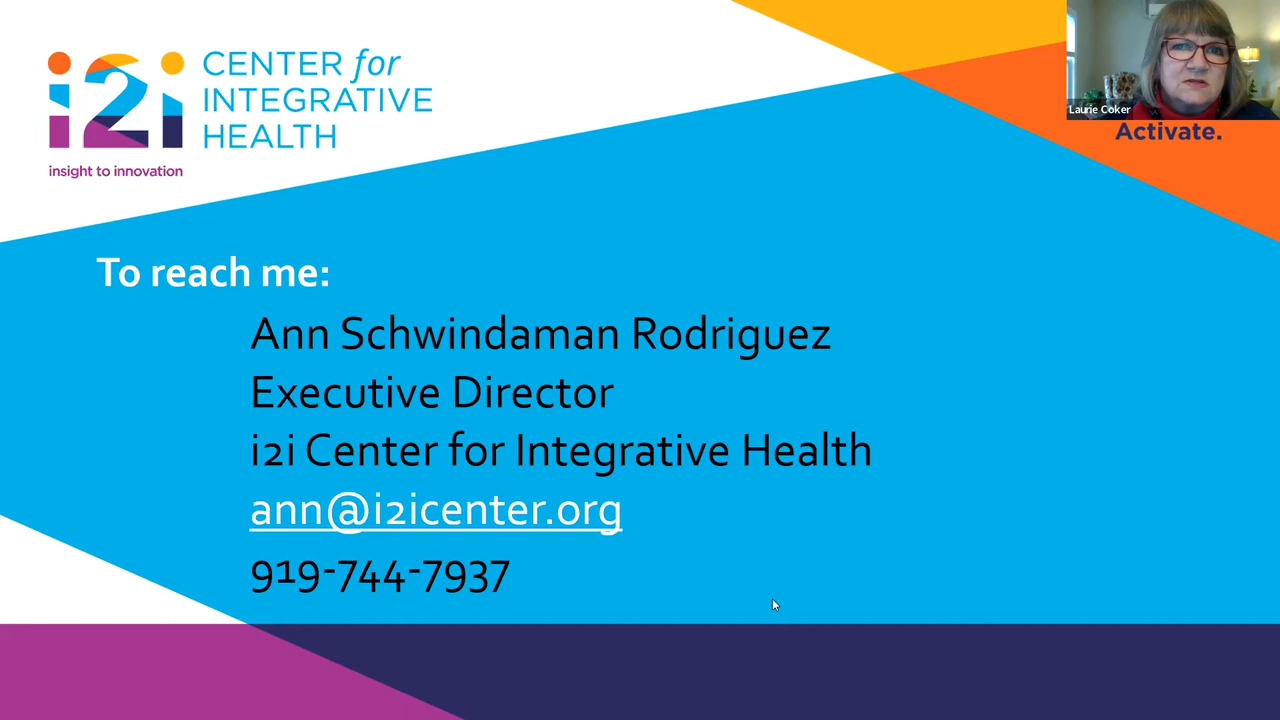 i2i
CENTER for
INTEGRATIVE
HEALTH
insight to innovation
Laurie Coker
Activate.
To reach me:
Ann Schwindaman Rodriguez
Executive Director
i2i Center for Integrative Health
ann@i2icenter.org
919-744-7937